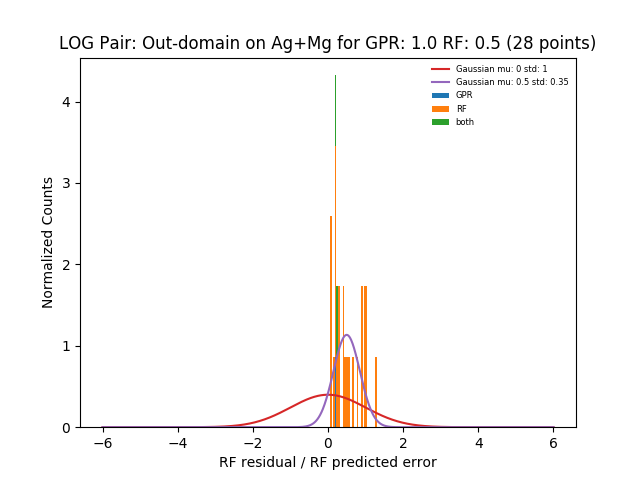 LOG Pair: Out-domain on Ag+Mg for GPR: 1.0 RF: 0.5 (28 points)
Gaussian mu: 0 std: 1
Gaussian mu: 0.5 std: 0.35
GPR
RF
both
Normalized Counts
4
3
2
1
0
−6
−4
−2
0
2
4
6
RF residual / RF predicted error